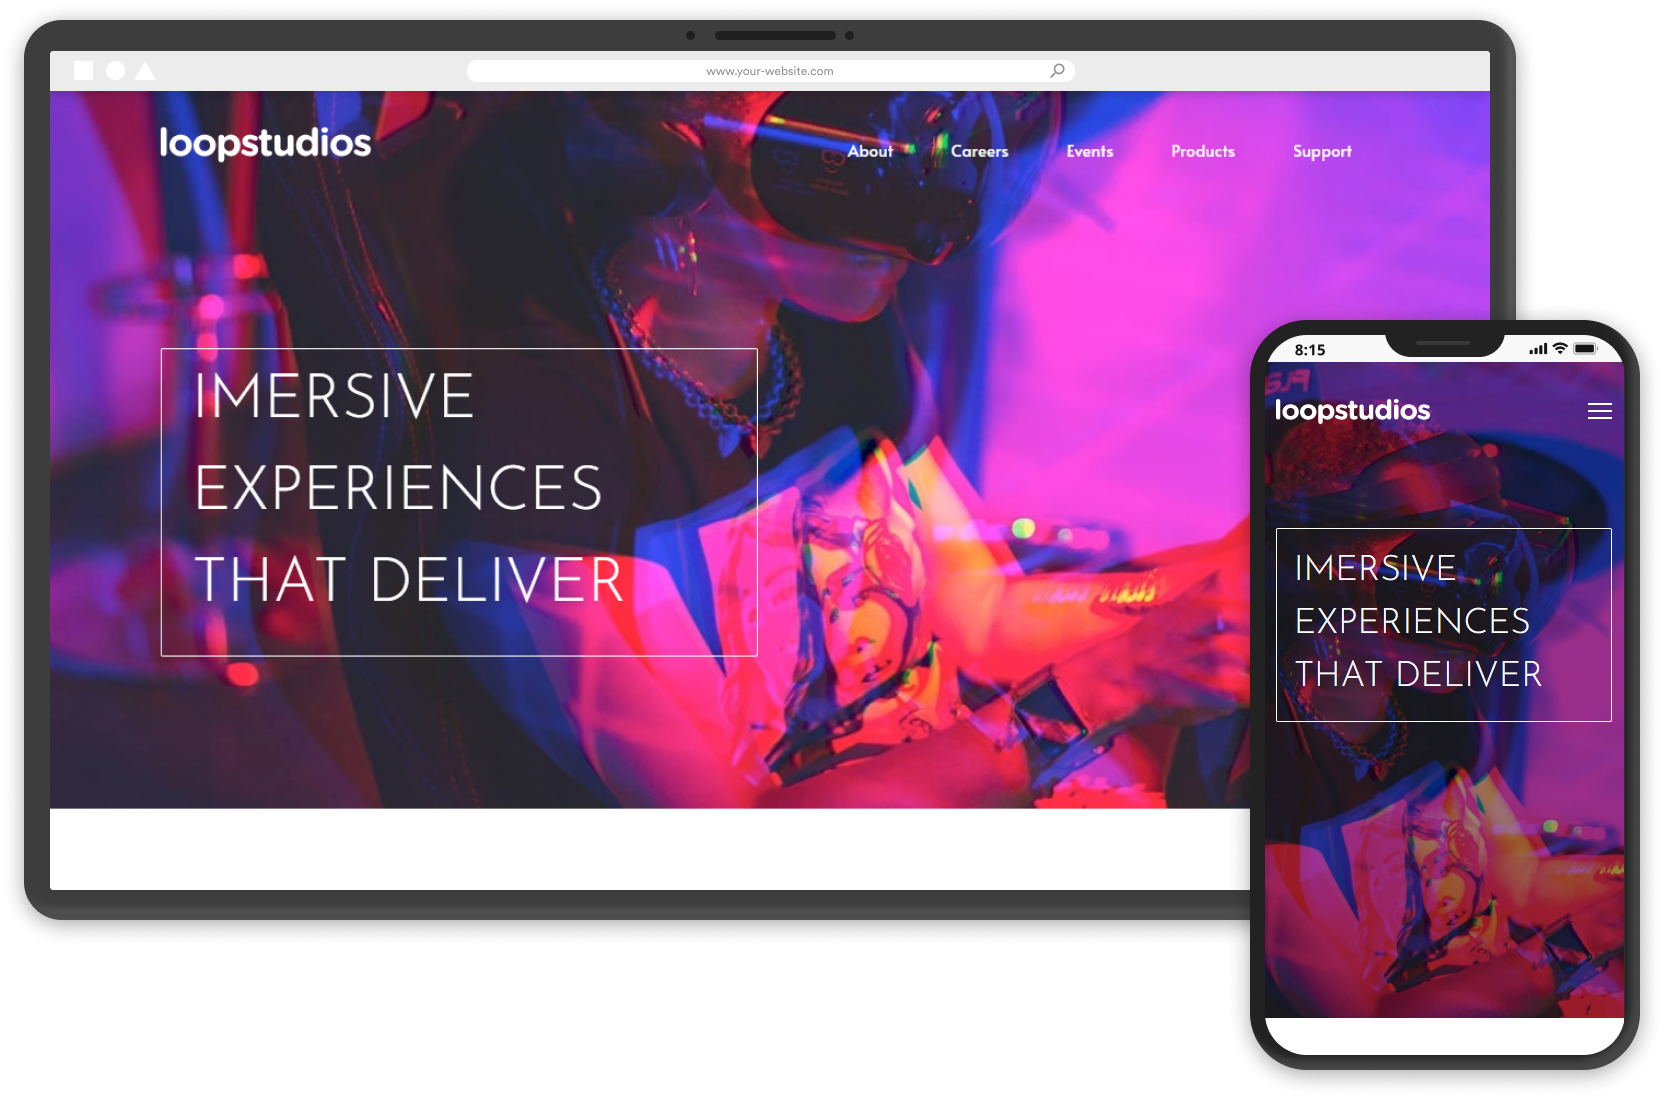 www.your-website.com
loopstudios
About Careers Events Products Support
IMERSIVE
EXPERIENCES
THAT DELIVER
8:15
loopstudios
IMERSIVE
EXPERIENCES
THAT DELIVER